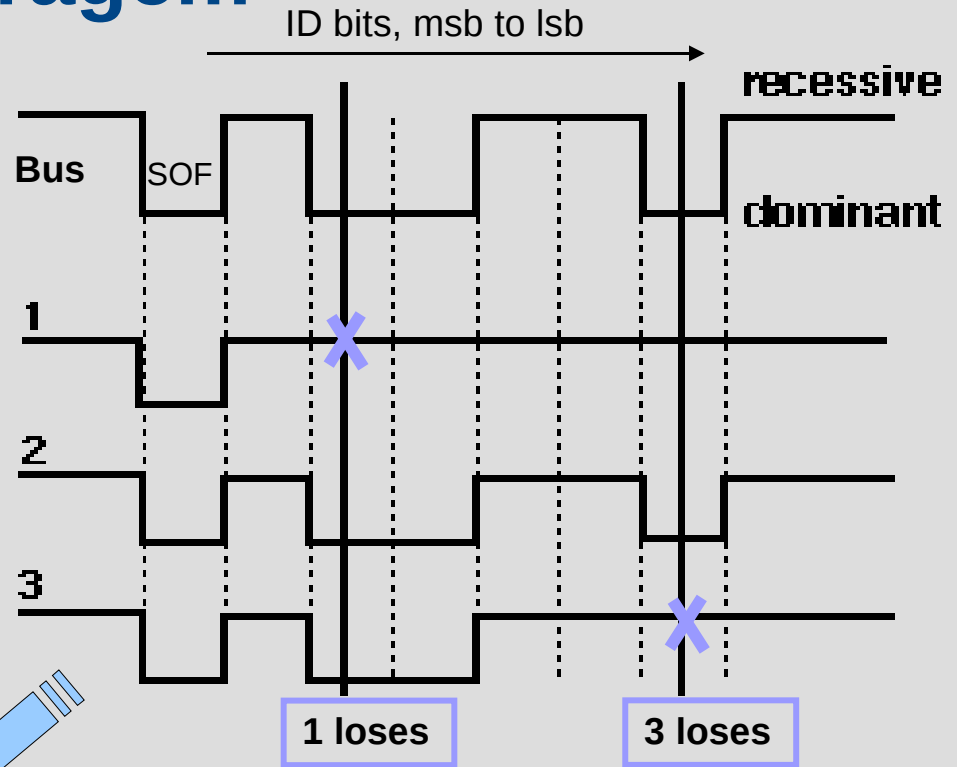 ID bits, msb to lsb
recessive
Bus
SOF
dominant
1
2
3
1 loses
3 loses